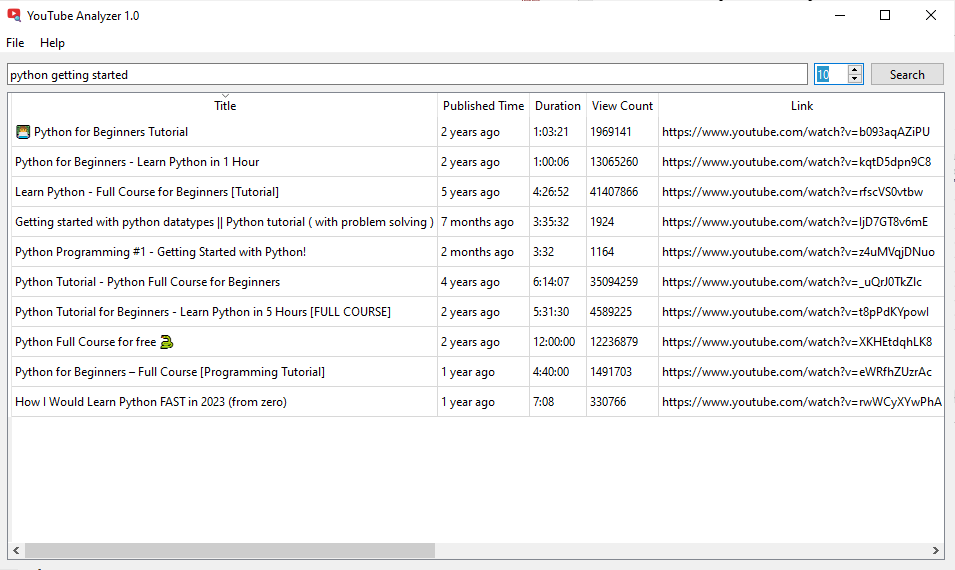 YouTube Analyzer 1.0
File Help
python getting started 10 Search
Title Published Time Duration View Count Link
Python for Beginners Tutorial 2 years ago 1:03:21 1969141 https://www.youtube.com/watch?v=b093aqAZiPU
Python for Beginners - Learn Python in 1 Hour 2 years ago 1:00:06 13065260 https://www.youtube.com/watch?v=kqtD5dpn9C8
Learn Python - Full Course for Beginners [Tutorial] 5 years ago 4:26:52 41407866 https://www.youtube.com/watch?v=rfscVS0vtbw
Getting started with python datatypes || Python tutorial ( with problem solving ) 7 months ago 3:35:32 1924 https://www.youtube.com/watch?v=IjD7GT8v6mE
Python Programming #1 - Getting Started with Python! 2 months ago 3:32 1164 https://www.youtube.com/watch?v=z4uMVqjDNuo
Python Tutorial - Python Full Course for Beginners 4 years ago 6:14:07 35094259 https://www.youtube.com/watch?v=_uQrJ0TkZlc
Python Tutorial for Beginners - Learn Python in 5 Hours [FULL COURSE] 2 years ago 5:31:30 4589225 https://www.youtube.com/watch?v=t8pPdKYpowI
Python Full Course for free 🐍 2 years ago 12:00:00 12236879 https://www.youtube.com/watch?v=XKHEtdqhLK8
Python for Beginners – Full Course [Programming Tutorial] 1 year ago 4:40:00 1491703 https://www.youtube.com/watch?v=eWRfhZUzrAc
How I Would Learn Python FAST in 2023 (from zero) 1 year ago 7:08 330766 https://www.youtube.com/watch?v=rwWCyXYwPhA